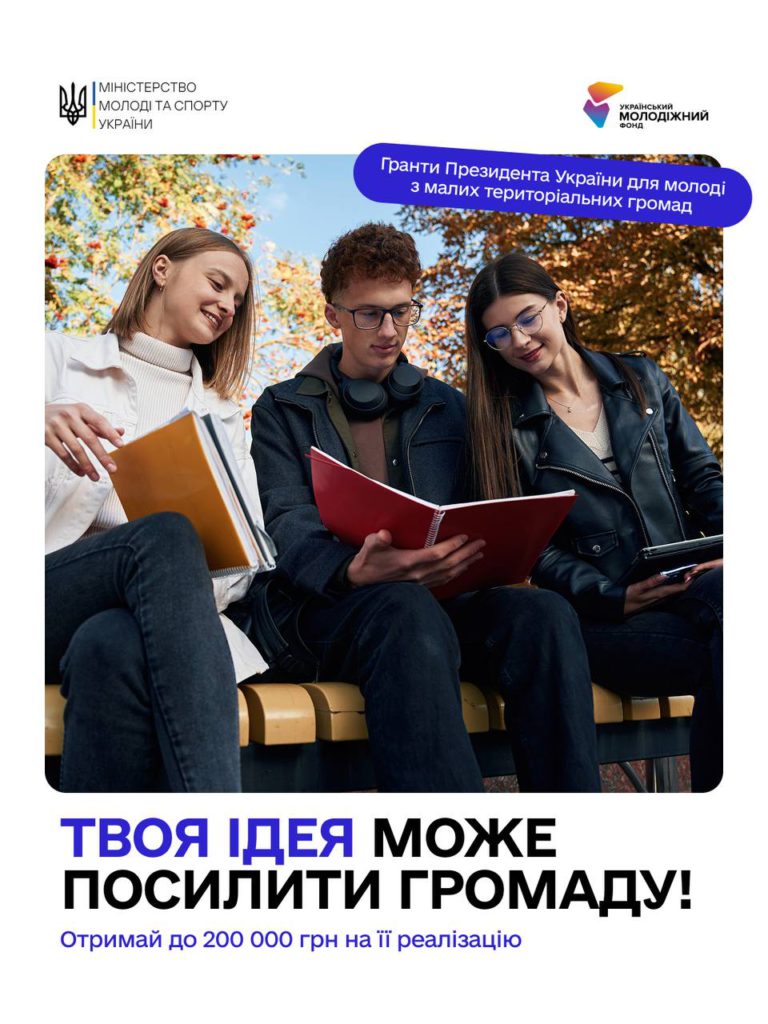 МІНІСТЕРСТВО
МОЛОДІ ТА СПОРТУ
УКРАЇНИ
УКРАЇНСЬКИЙ
МОЛОДІЖНИЙ
ФОНД
Гранти Президента України для молоді
з малих територіальних громад
ТВОЯ ІДЕЯ МОЖЕ
ПОСИЛИТИ ГРОМАДУ!
Отримай до 200 000 грн на її реалізацію